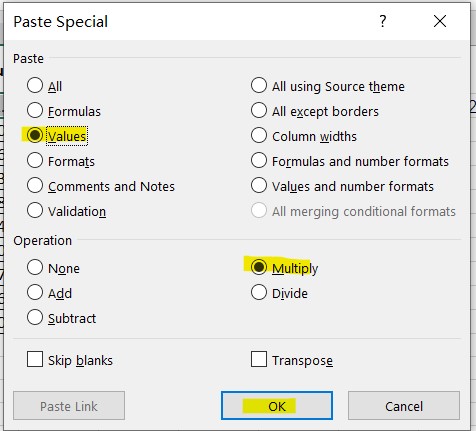 Paste Special ?
Paste
All
All using Source theme
Formulas
All except borders
Values
Column widths
Formats
Formulas and number formats
Comments and Notes
Values and number formats
Validation
All merging conditional formats
Operation
None
Multiply
Add
Divide
Subtract
Skip blanks
Transpose
Paste Link
OK
Cancel